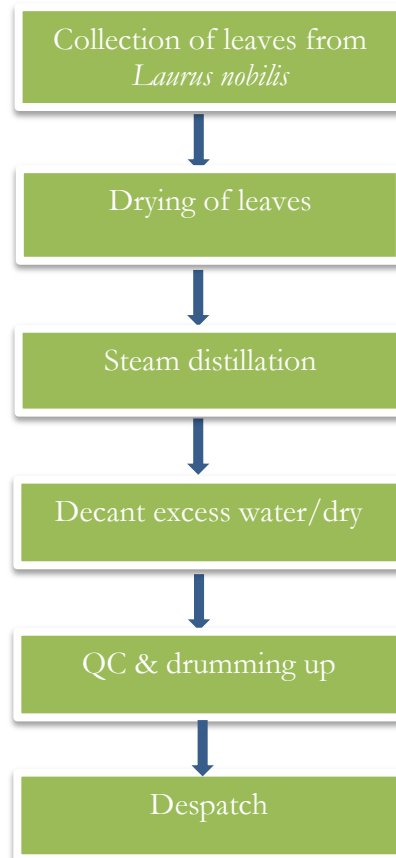 Collection of leaves from
Laurus nobilis
Drying of leaves
Steam distillation
Decant excess water/dry
QC & drumming up
Despatch